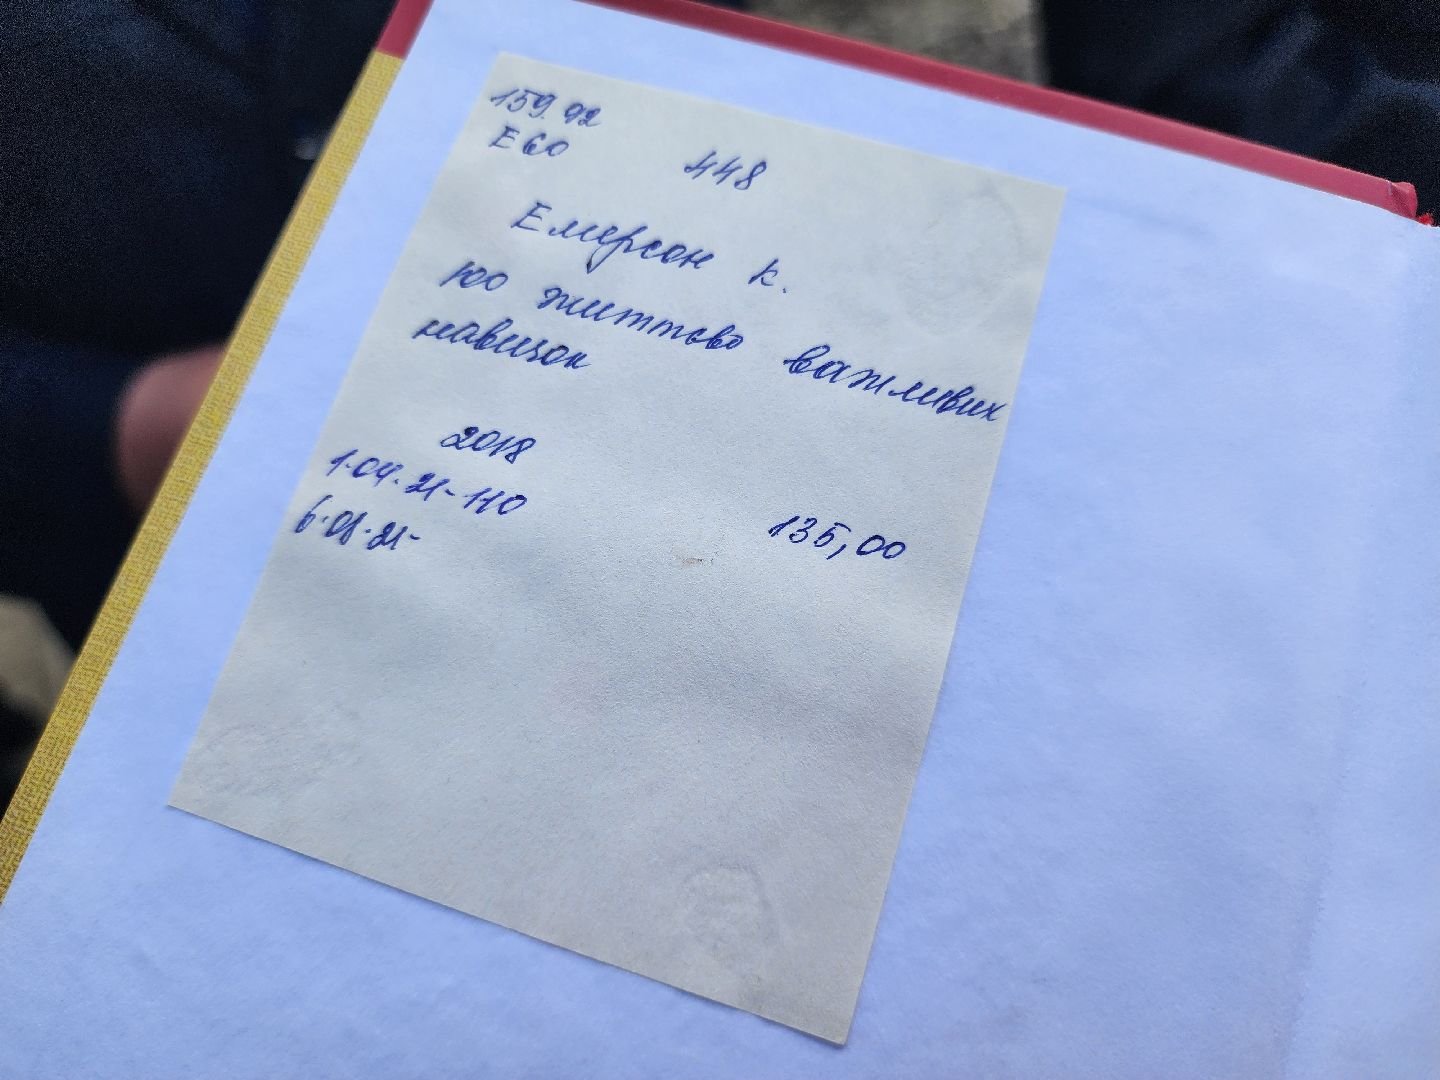 159.92
Е60
448
Емерсон К.
100 життєво важливих
навичок
2018
1.04.21-110
135,00
6.08.21-